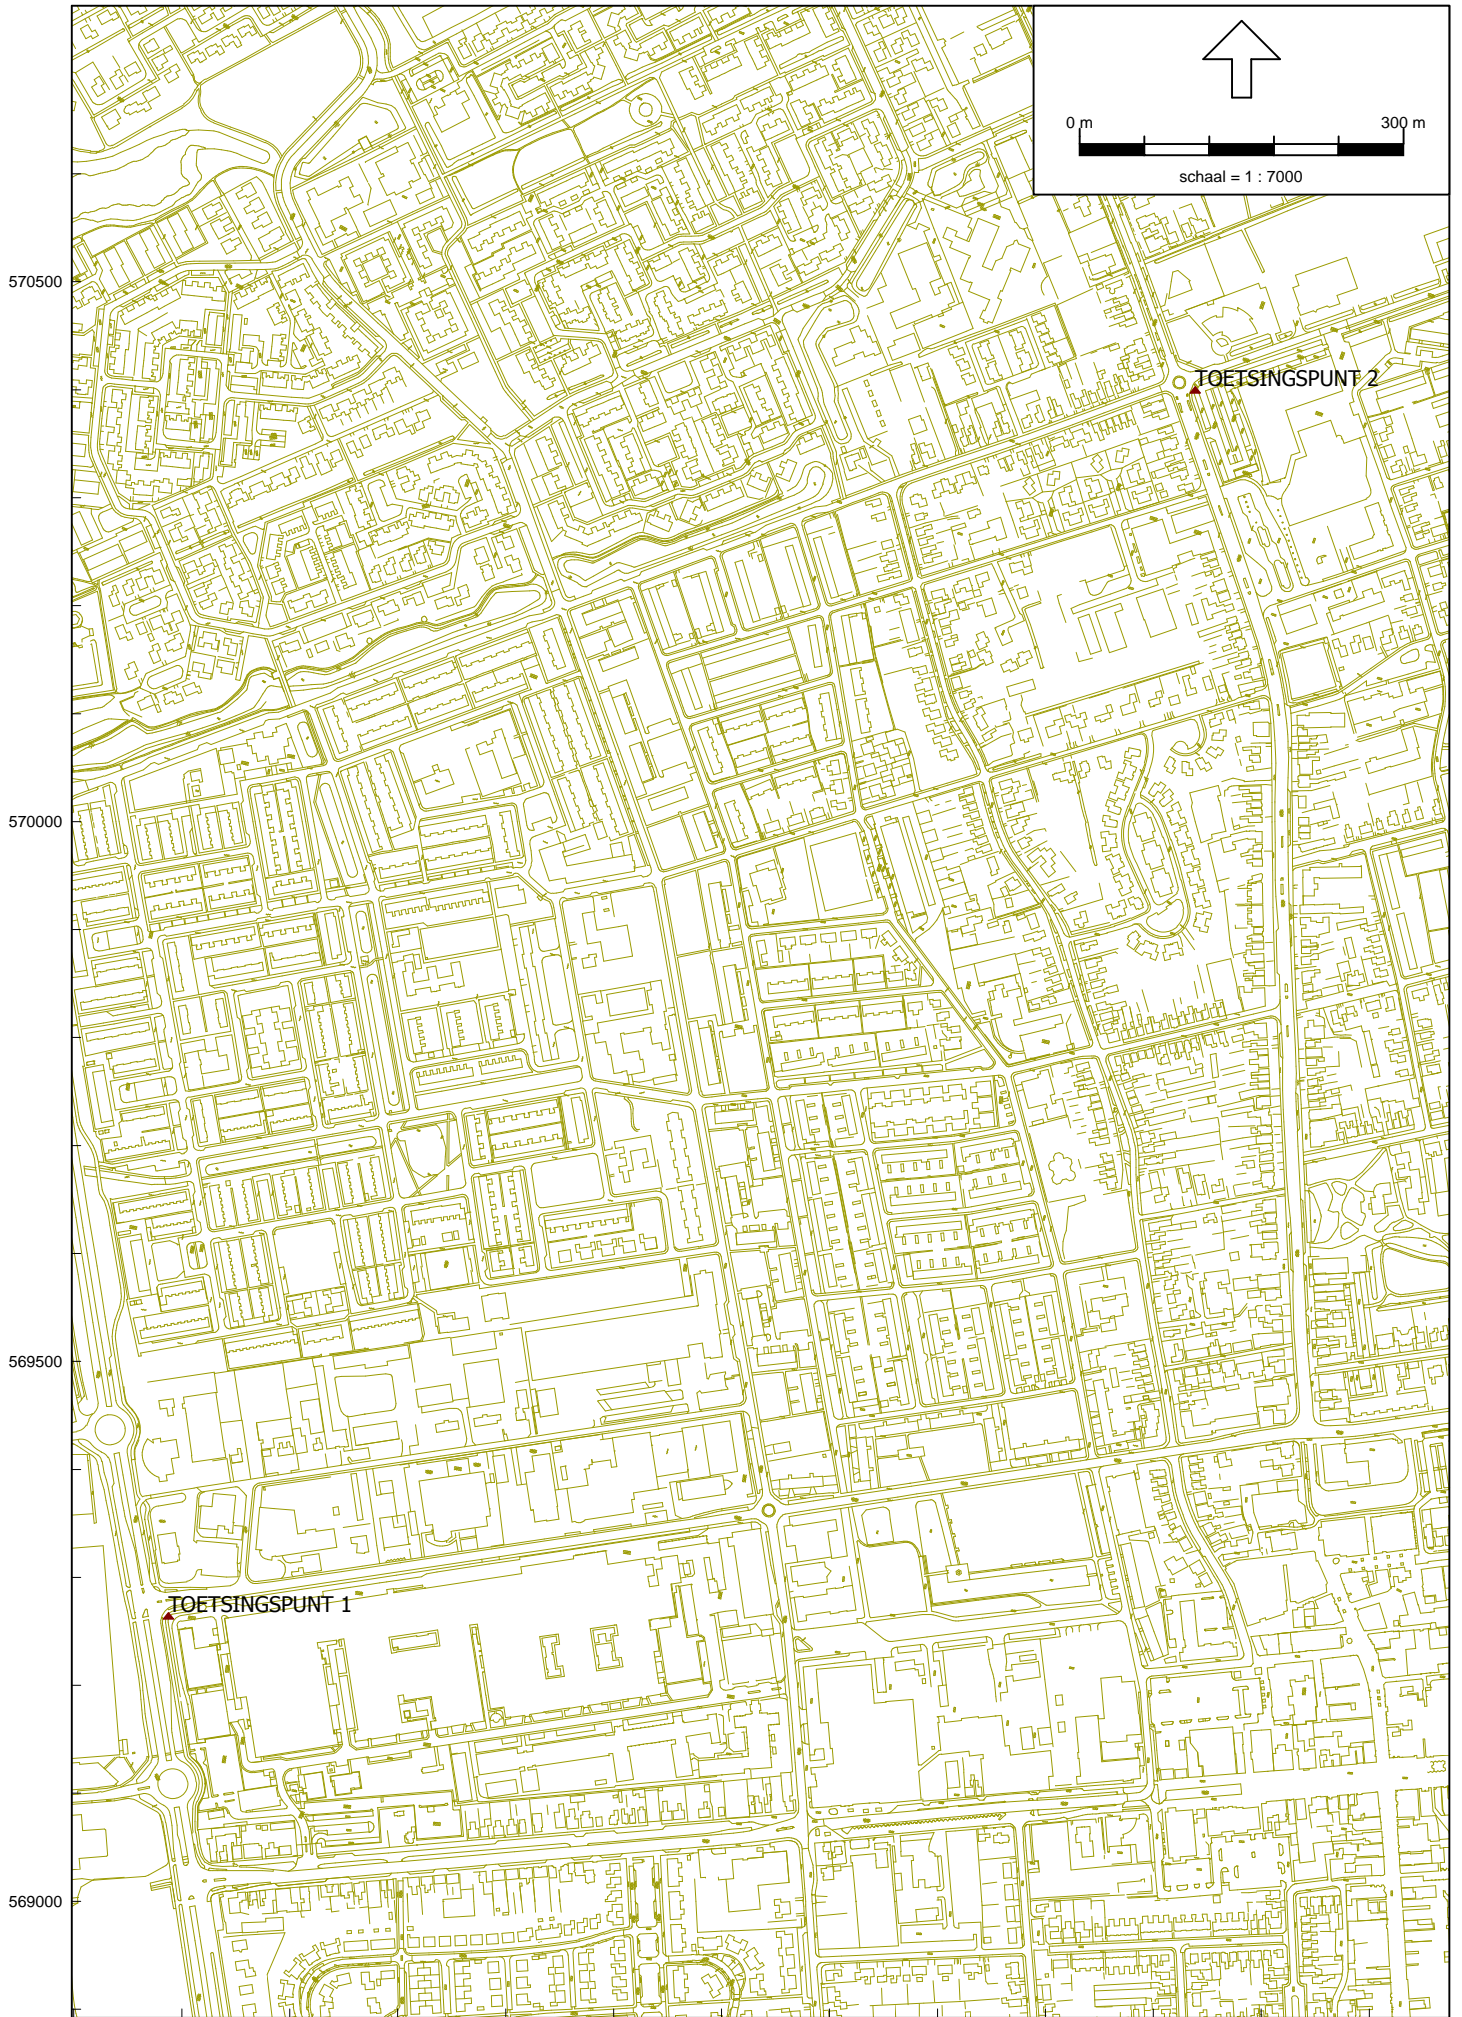 0 m 300 m
schaal = 1 : 7000
570500
TOETSINGSPUNT 2
570000
569500
TOETSINGSPUNT 1
569000